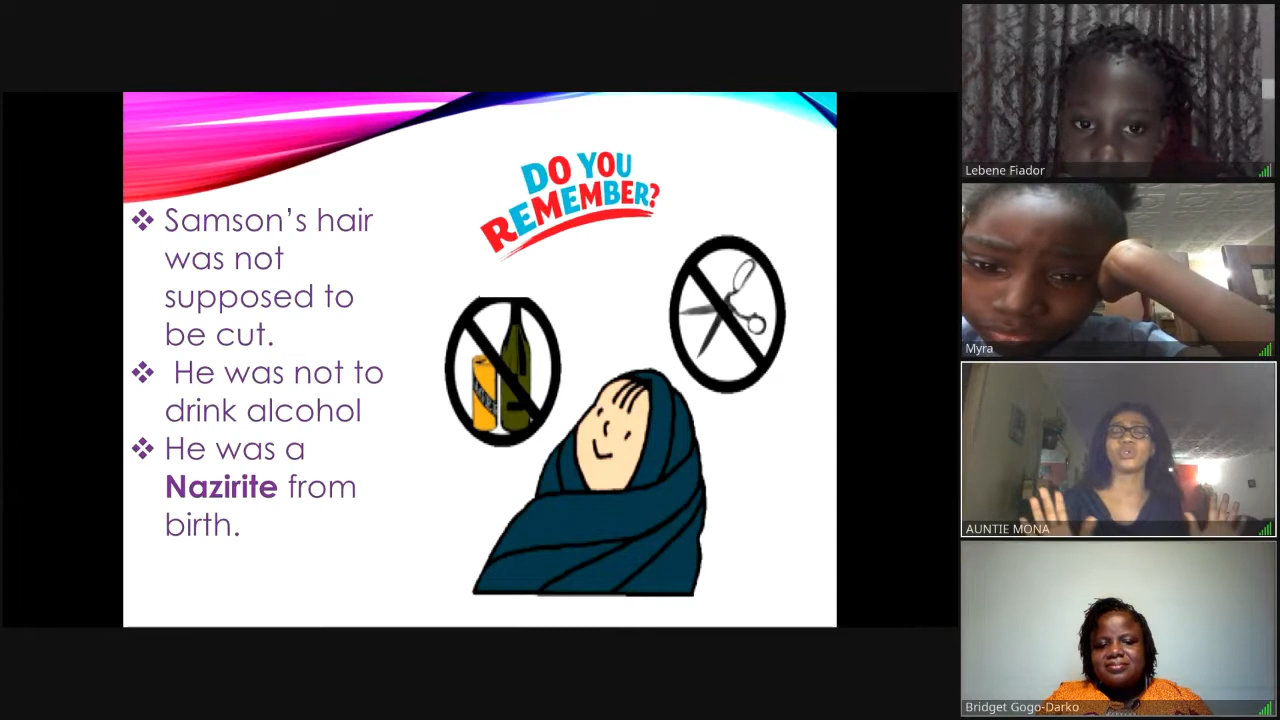 DO YOU
REMEMBER?
❖ Samson's hair
was not
supposed to
be cut.
❖ He was not to
drink alcohol
❖ He was a
Nazirite from
birth.
Lebene Fiador
Myra
AUNTIE MONA
Bridget Gogo-Darko